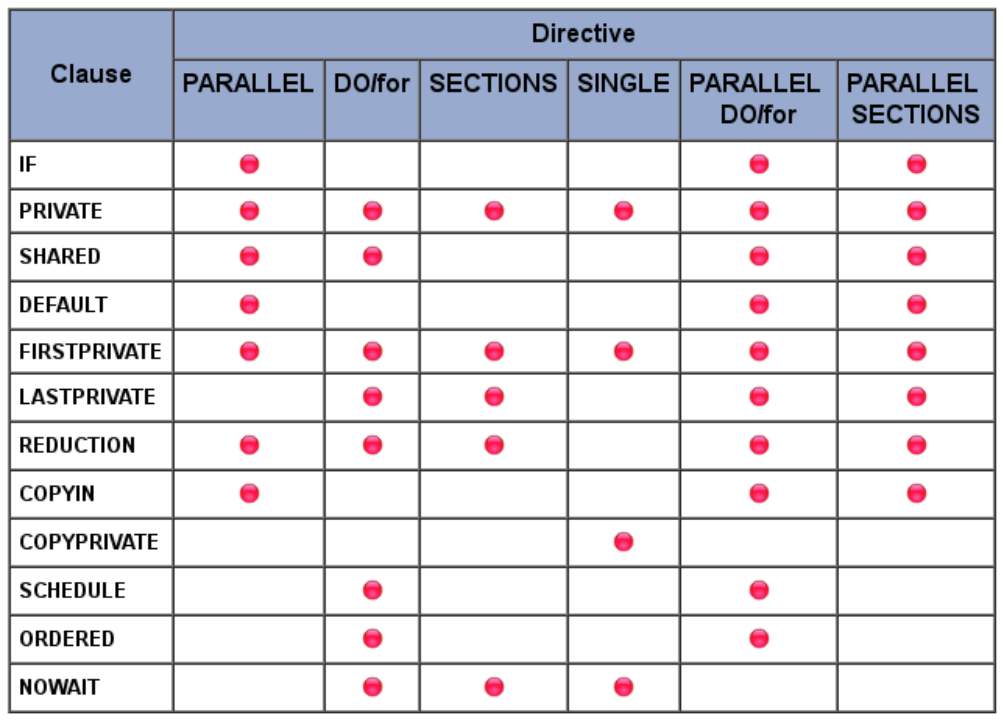 Clause
Directive
PARALLEL DO/for SECTIONS SINGLE PARALLEL DO/for PARALLEL SECTIONS
IF
PRIVATE
SHARED
DEFAULT
FIRSTPRIVATE
LASTPRIVATE
REDUCTION
COPYIN
COPYPRIVATE
SCHEDULE
ORDERED
NOWAIT